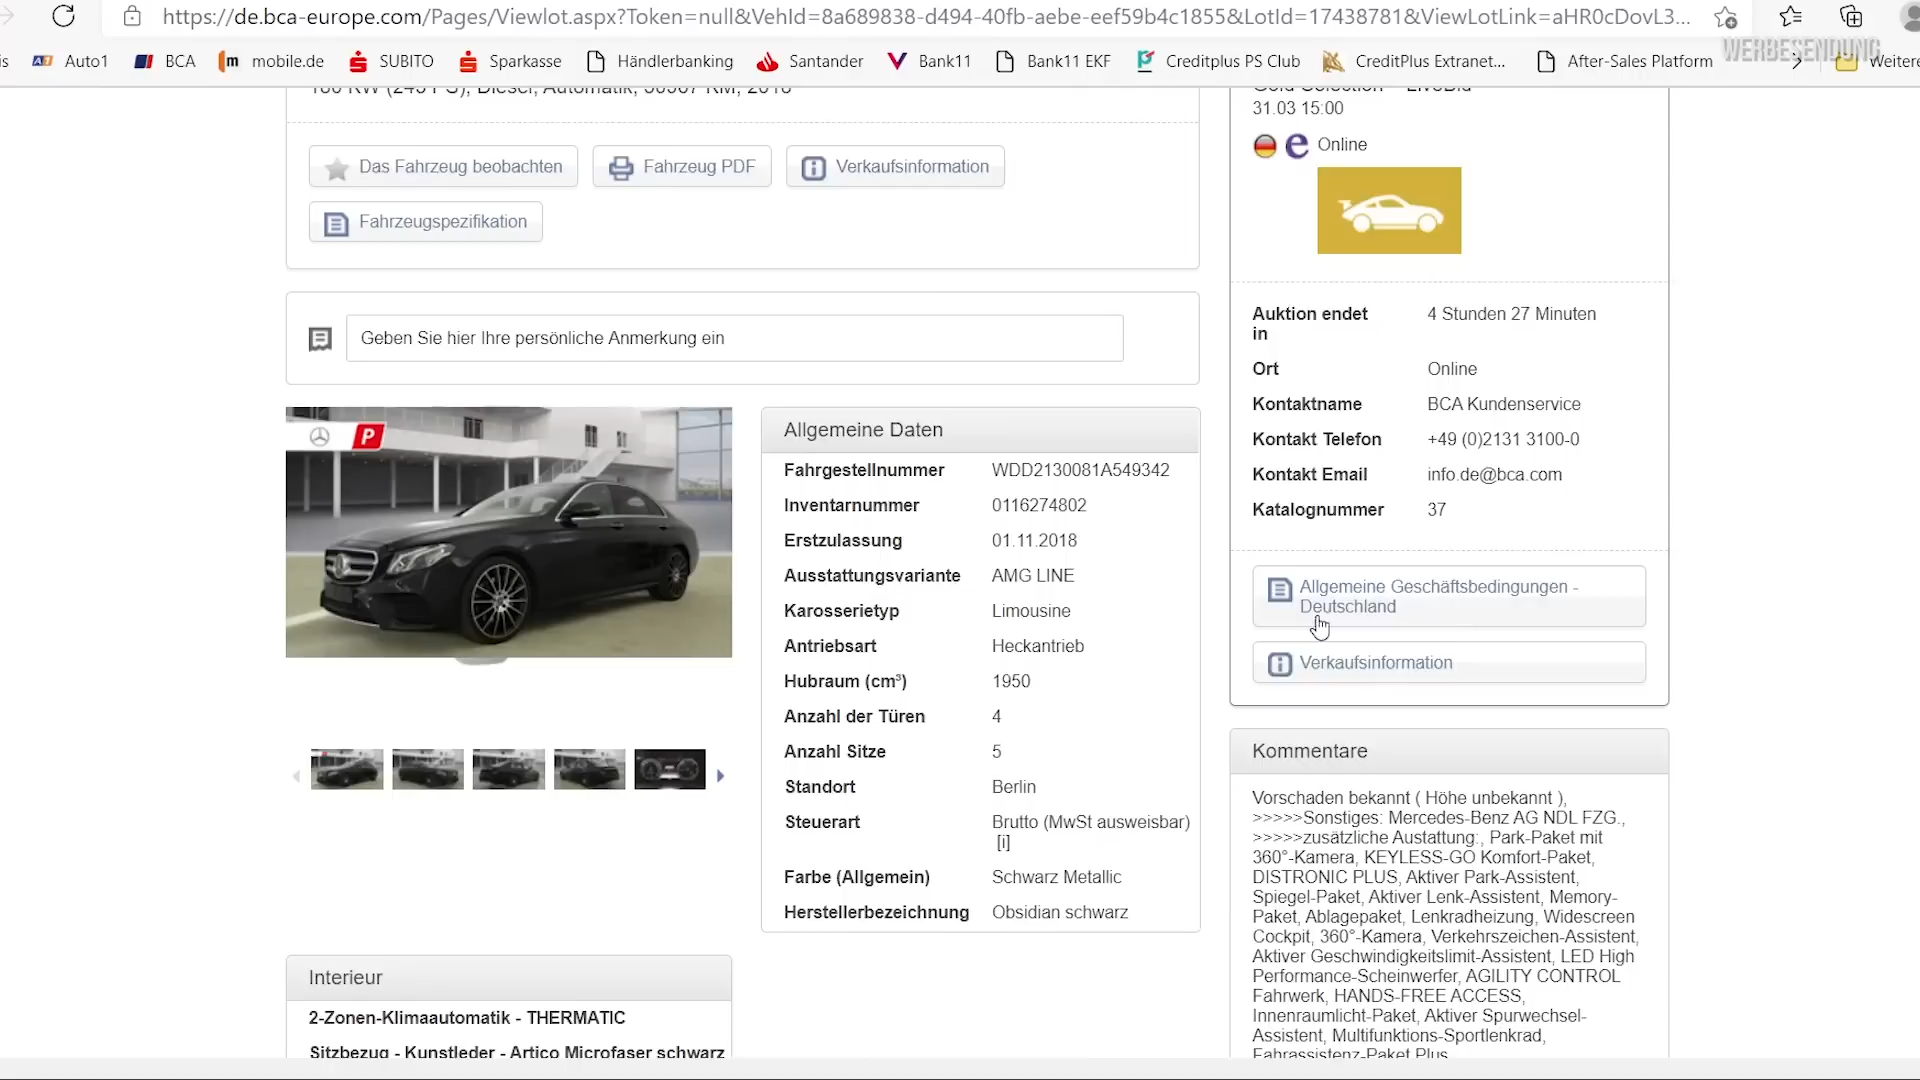 https://de.bca-europe.com/Pages/Viewlot.aspx?Token=null&VehId=8a689838-d494-40fb-aebe-eef59b4c1855&LotId=17438781&ViewLotLink=aHR0cDovL3...
WERBESENDUNG
is Auto1 BCA mobile.de SUBITO Sparkasse Händlerbanking Santander Bank11 Bank11 EKF Creditplus PS Club CreditPlus Extranet... After-Sales Platform Weitere
Diesel, Automatik,
Das Fahrzeug beobachten
Fahrzeug PDF
Verkaufsinformation
Fahrzeugspezifikation
Geben Sie hier Ihre persönliche Anmerkung ein
P
Allgemeine Daten
Fahrgestellnummer WDD2130081A549342
Inventarnummer 0116274802
Erstzulassung 01.11.2018
Ausstattungsvariante AMG LINE
Karosserietyp Limousine
Antriebsart Heckantrieb
Hubraum (cm³) 1950
Anzahl der Türen 4
Anzahl Sitze 5
Standort Berlin
Steuerart Brutto (MwSt ausweisbar)
[i]
Farbe (Allgemein) Schwarz Metallic
Herstellerbezeichnung Obsidian schwarz
Interieur
2-Zonen-Klimaautomatik - THERMATIC
Sitzbezug - Kunstleder - Artico Microfaser schwarz
31.03 15:00
Online
Auktion endet 4 Stunden 27 Minuten
in
Ort Online
Kontaktname BCA Kundenservice
Kontakt Telefon +49 (0)2131 3100-0
Kontakt Email info.de@bca.com
Katalognummer 37
Allgemeine Geschäftsbedingungen -
Deutschland
Verkaufsinformation
Kommentare
Vorschaden bekannt ( Höhe unbekannt ),
>>>>>Sonstiges: Mercedes-Benz AG NDL FZG.,
>>>>>zusätzliche Austattung:, Park-Paket mit
360°-Kamera, KEYLESS-GO Komfort-Paket,
DISTRONIC PLUS, Aktiver Park-Assistent,
Spiegel-Paket, Aktiver Lenk-Assistent, Memory-
Paket, Ablagepaket, Lenkradheizung, Widescreen
Cockpit, 360°-Kamera, Verkehrszeichen-Assistent,
Aktiver Geschwindigkeitslimit-Assistent, LED High
Performance-Scheinwerfer, AGILITY CONTROL
Fahrwerk, HANDS-FREE ACCESS,
Innenraumlicht-Paket, Aktiver Spurwechsel-
Assistent, Multifunktions-Sportlenkrad,
Fahrassistenz-Paket Plus